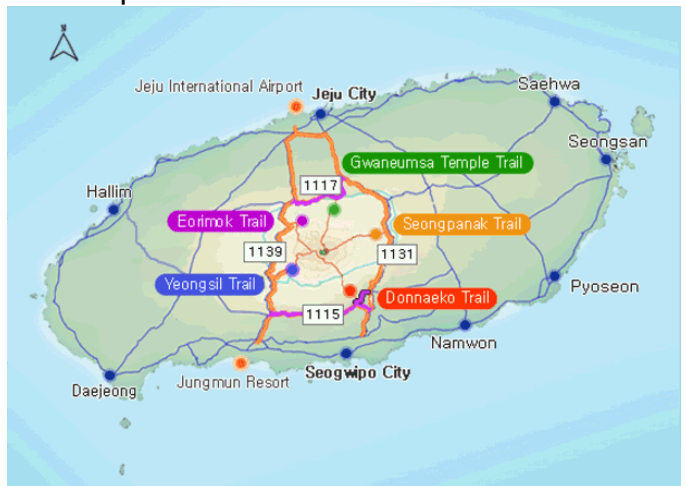 Jeju International Airport
Jeju City
Saehwa
Seongsan
Gwaneumsa Temple Trail
1117
Hallim
Eorimok Trail
Seongpanak Trail
1139
1131
Yeongsil Trail
Donnaeko Trail
Pyoseon
1115
Namwon
Seogwipo City
Jungmun Resort
Daejeong